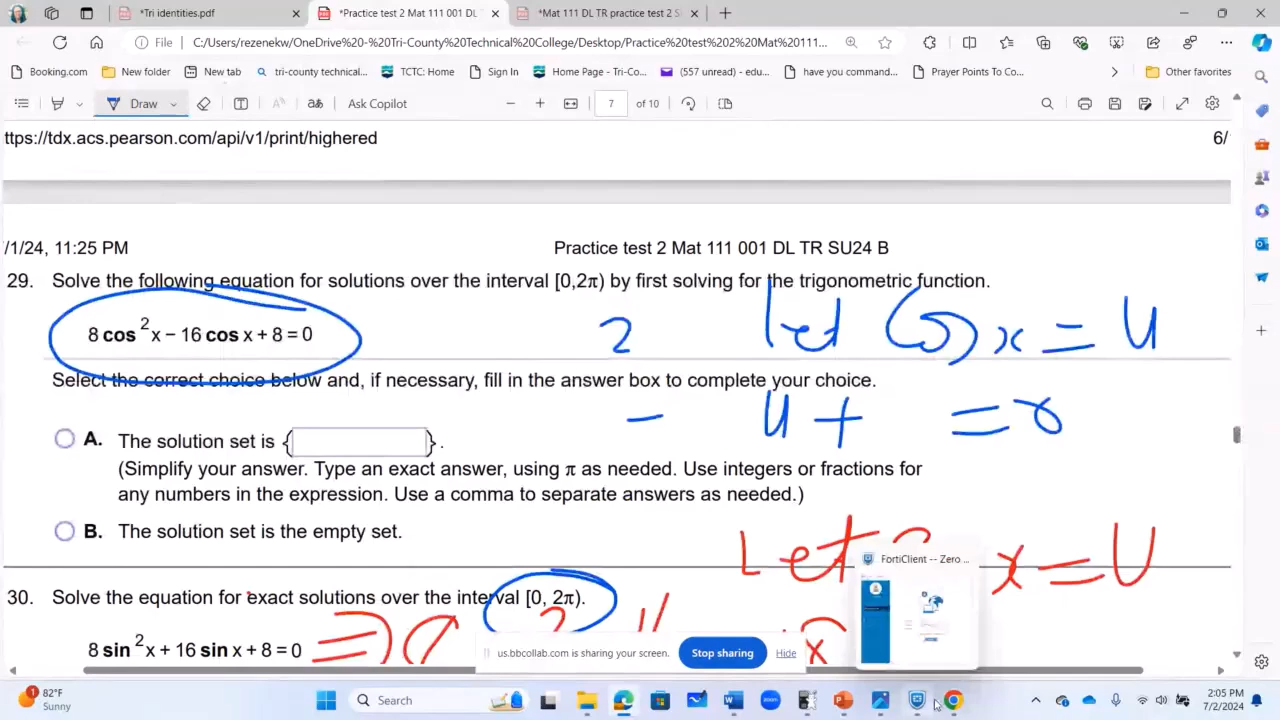 *Tri identities.pdf
*Practice test 2 Mat 111 001 DL
*Mat 111 DL TR practice test 2 S
File
C:/Users/rezenekw/OneDrive%20-%20Tri-County%20Technical%20College/Desktop/Practice%20test%202%20Mat%20111...
Booking.com
New folder
New tab
tri-county technical...
TCTC: Home
Sign In
Home Page - Tri-Co...
(557 unread) - edu...
have you command...
Prayer Points To Co...
Other favorites
Draw
Ask Copilot
7 of 10
ttps://tdx.acs.pearson.com/api/v1/print/highered
6/
/1/24, 11:25 PM
Practice test 2 Mat 111 001 DL TR SU24 B
29. Solve the following equation for solutions over the interval [0,2π) by first solving for the trigonometric function.
8 cos ²x − 16 cos x + 8 = 0
2 let Cos x = U
Select the correct choice below and, if necessary, fill in the answer box to complete your choice.
− u + = 0
A. The solution set is { }.
(Simplify your answer. Type an exact answer, using π as needed. Use integers or fractions for
any numbers in the expression. Use a comma to separate answers as needed.)
B. The solution set is the empty set.
Let x = U
FortiClient -- Zero ...
30. Solve the equation for exact solutions over the interval [0, 2π).
8 sin ²x + 16 sin x + 8 = 0
us.bbcollab.com is sharing your screen.
Stop sharing
Hide
1
82°F
Sunny
Search
2:05 PM
7/2/2024